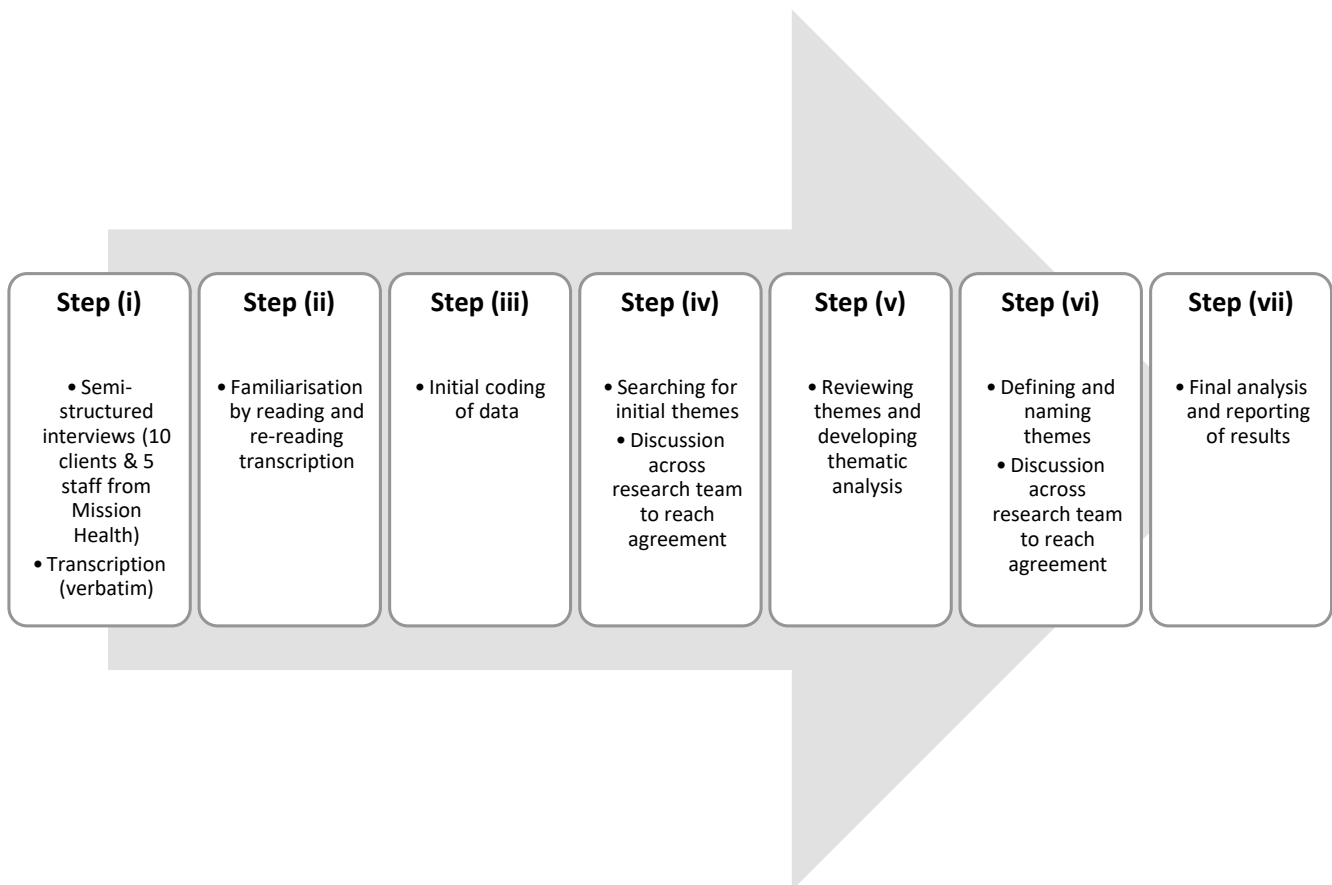 Step (i)
• Semi-
structured
interviews (10
clients & 5
staff from
Mission
Health)
• Transcription
(verbatim)
Step (ii)
• Familiarisation
by reading and
re-reading
transcription
Step (iii)
• Initial coding
of data
Step (iv)
• Searching for
initial themes
• Discussion
across
research team
to reach
agreement
Step (v)
• Reviewing
themes and
developing
thematic
analysis
Step (vi)
• Defining and
naming
themes
• Discussion
across
research team
to reach
agreement
Step (vii)
• Final analysis
and reporting
of results